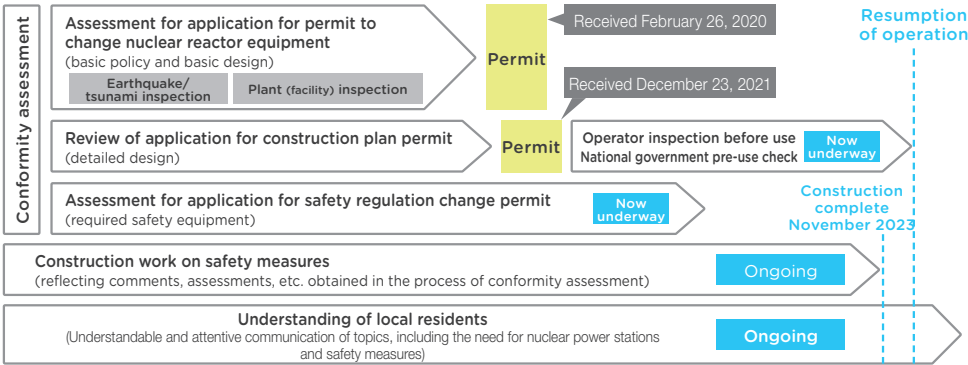 Conformity assessment
Assessment for application for permit to
change nuclear reactor equipment
(basic policy and basic design)
Earthquake/
tsunami inspection
Plant (facility) inspection
Permit
Received February 26, 2020
Resumption
of operation
Received December 23, 2021
Review of application for construction plan permit
(detailed design)
Permit
Operator inspection before use
National government pre-use check
Now
underway
Assessment for application for safety regulation change permit
(required safety equipment)
Now
underway
Construction
complete
November 2023
Construction work on safety measures
(reflecting comments, assessments, etc. obtained in the process of conformity assessment)
Ongoing
Understanding of local residents
(Understandable and attentive communication of topics, including the need for nuclear power stations
and safety measures)
Ongoing